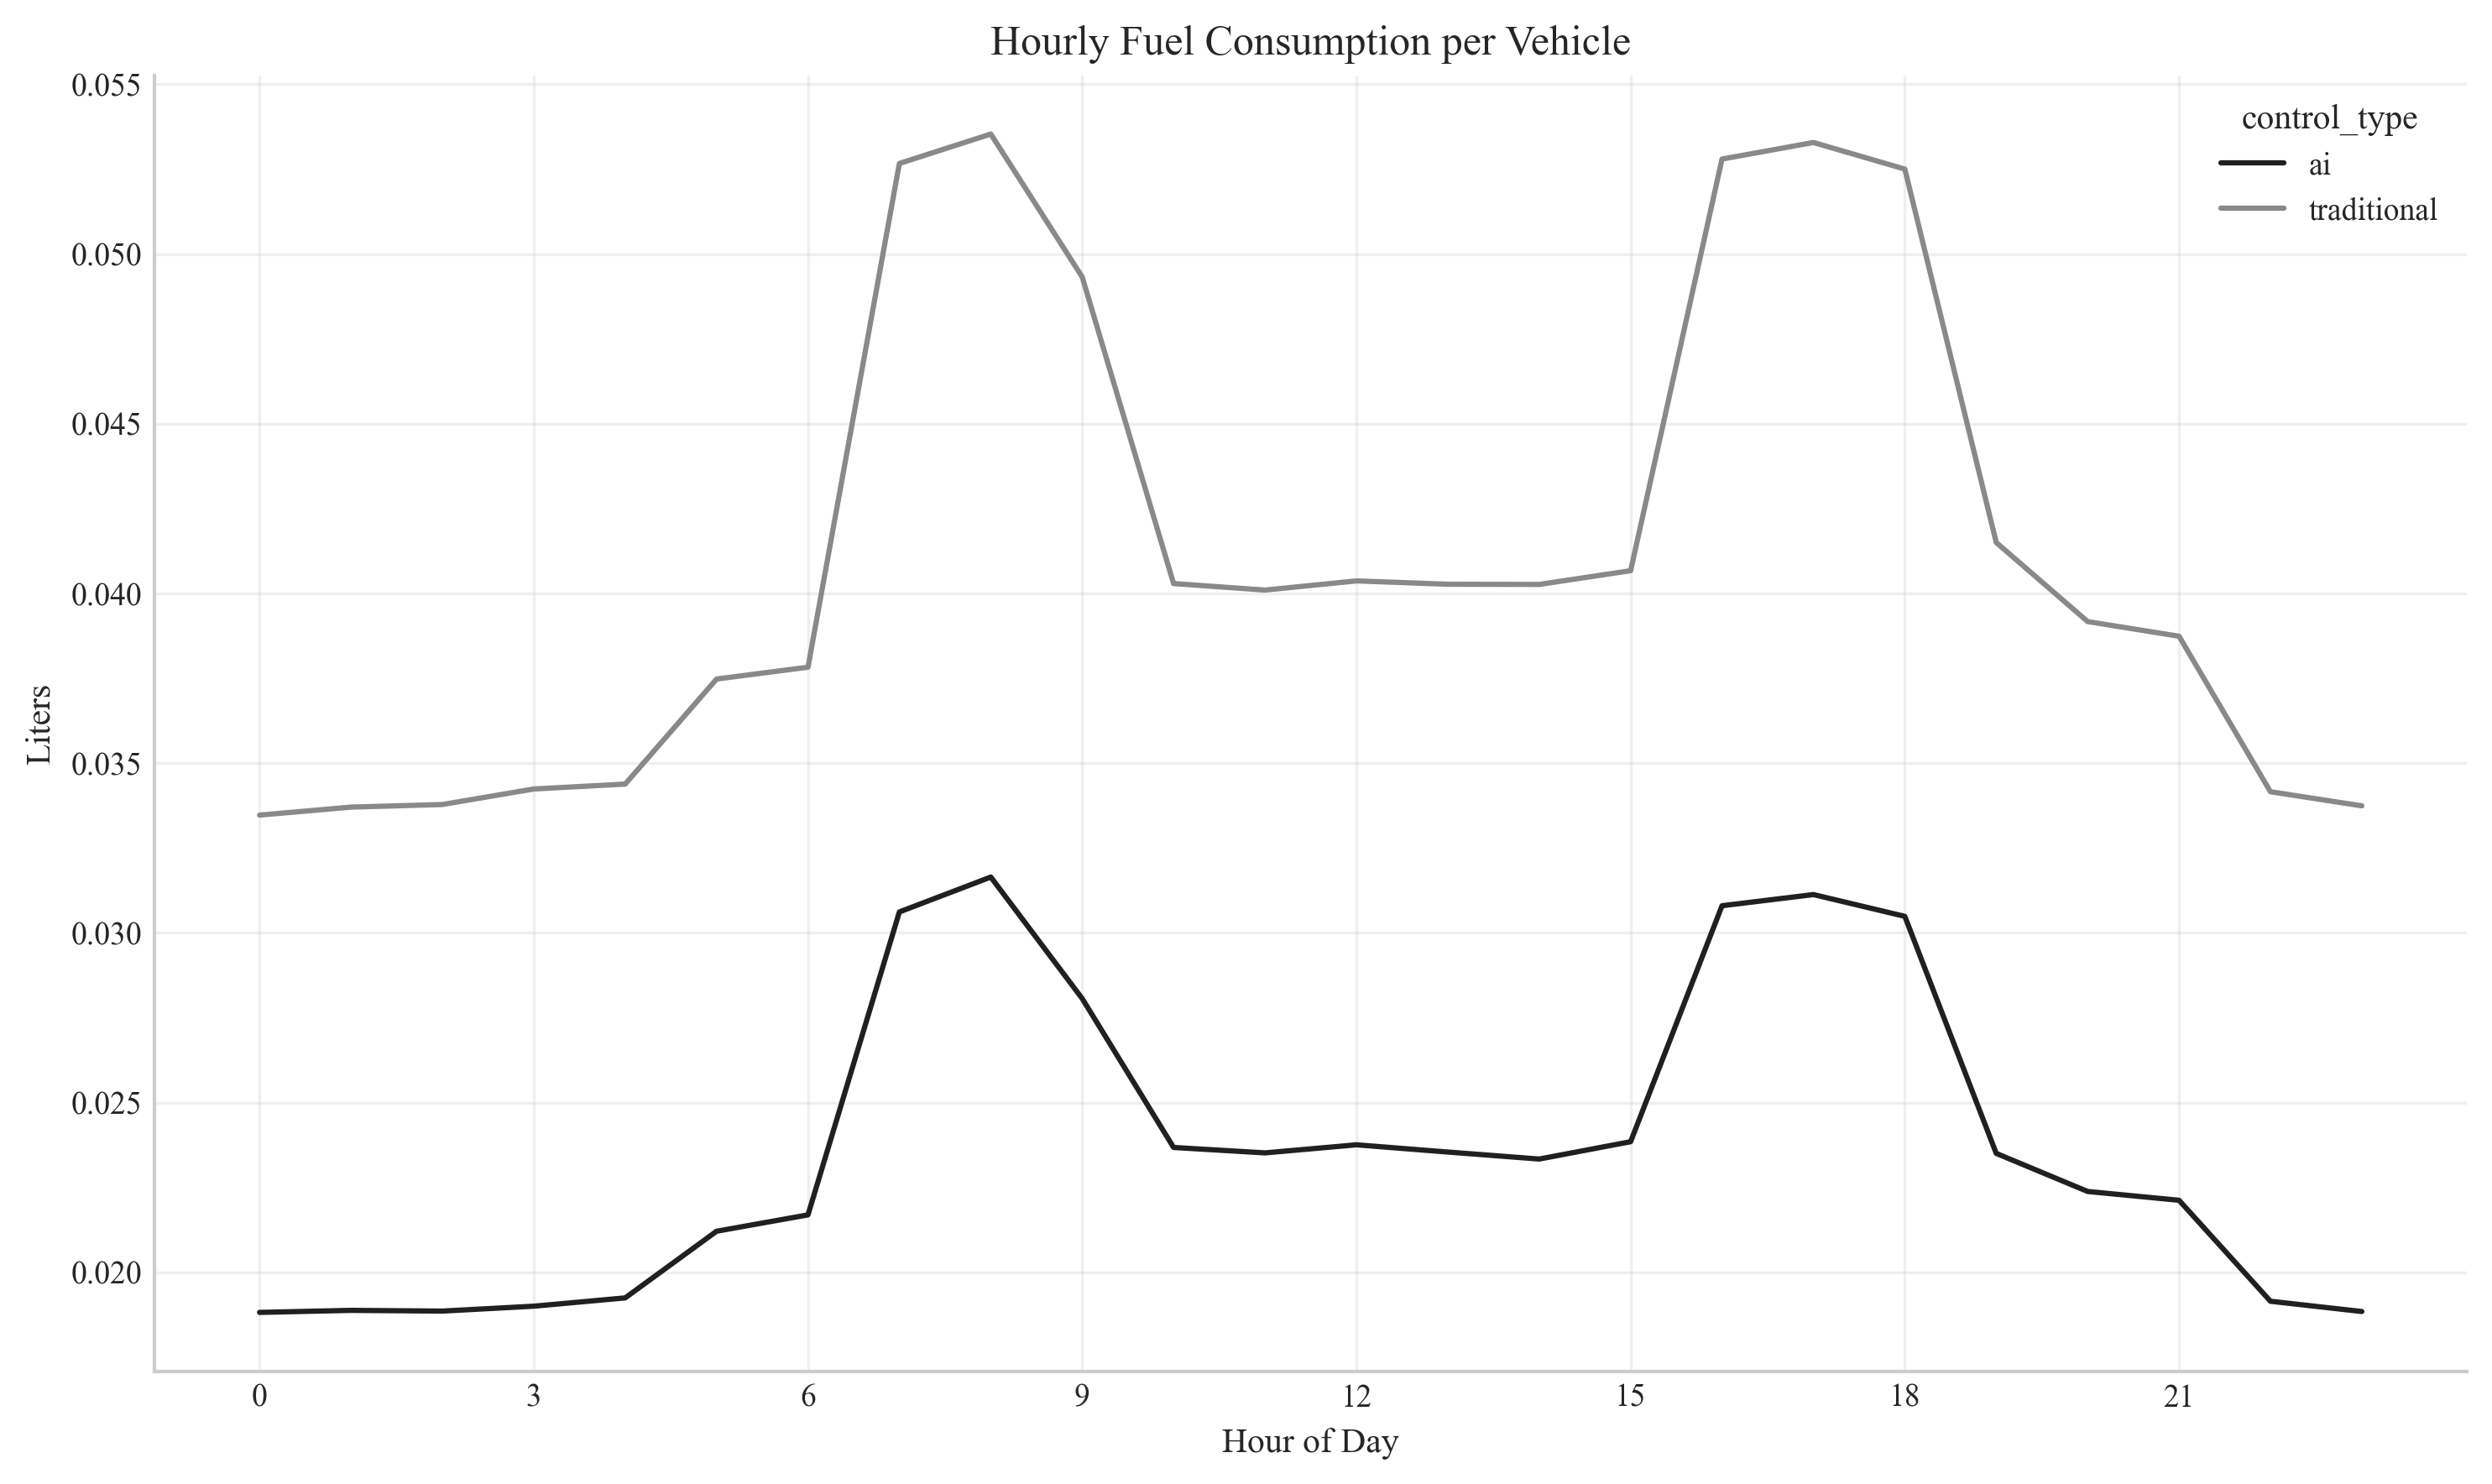 Hourly Fuel Consumption per Vehicle
control_type
ai
traditional
Liters
0.055
0.050
0.045
0.040
0.035
0.030
0.025
0.020
0 3 6 9 12 15 18 21
Hour of Day